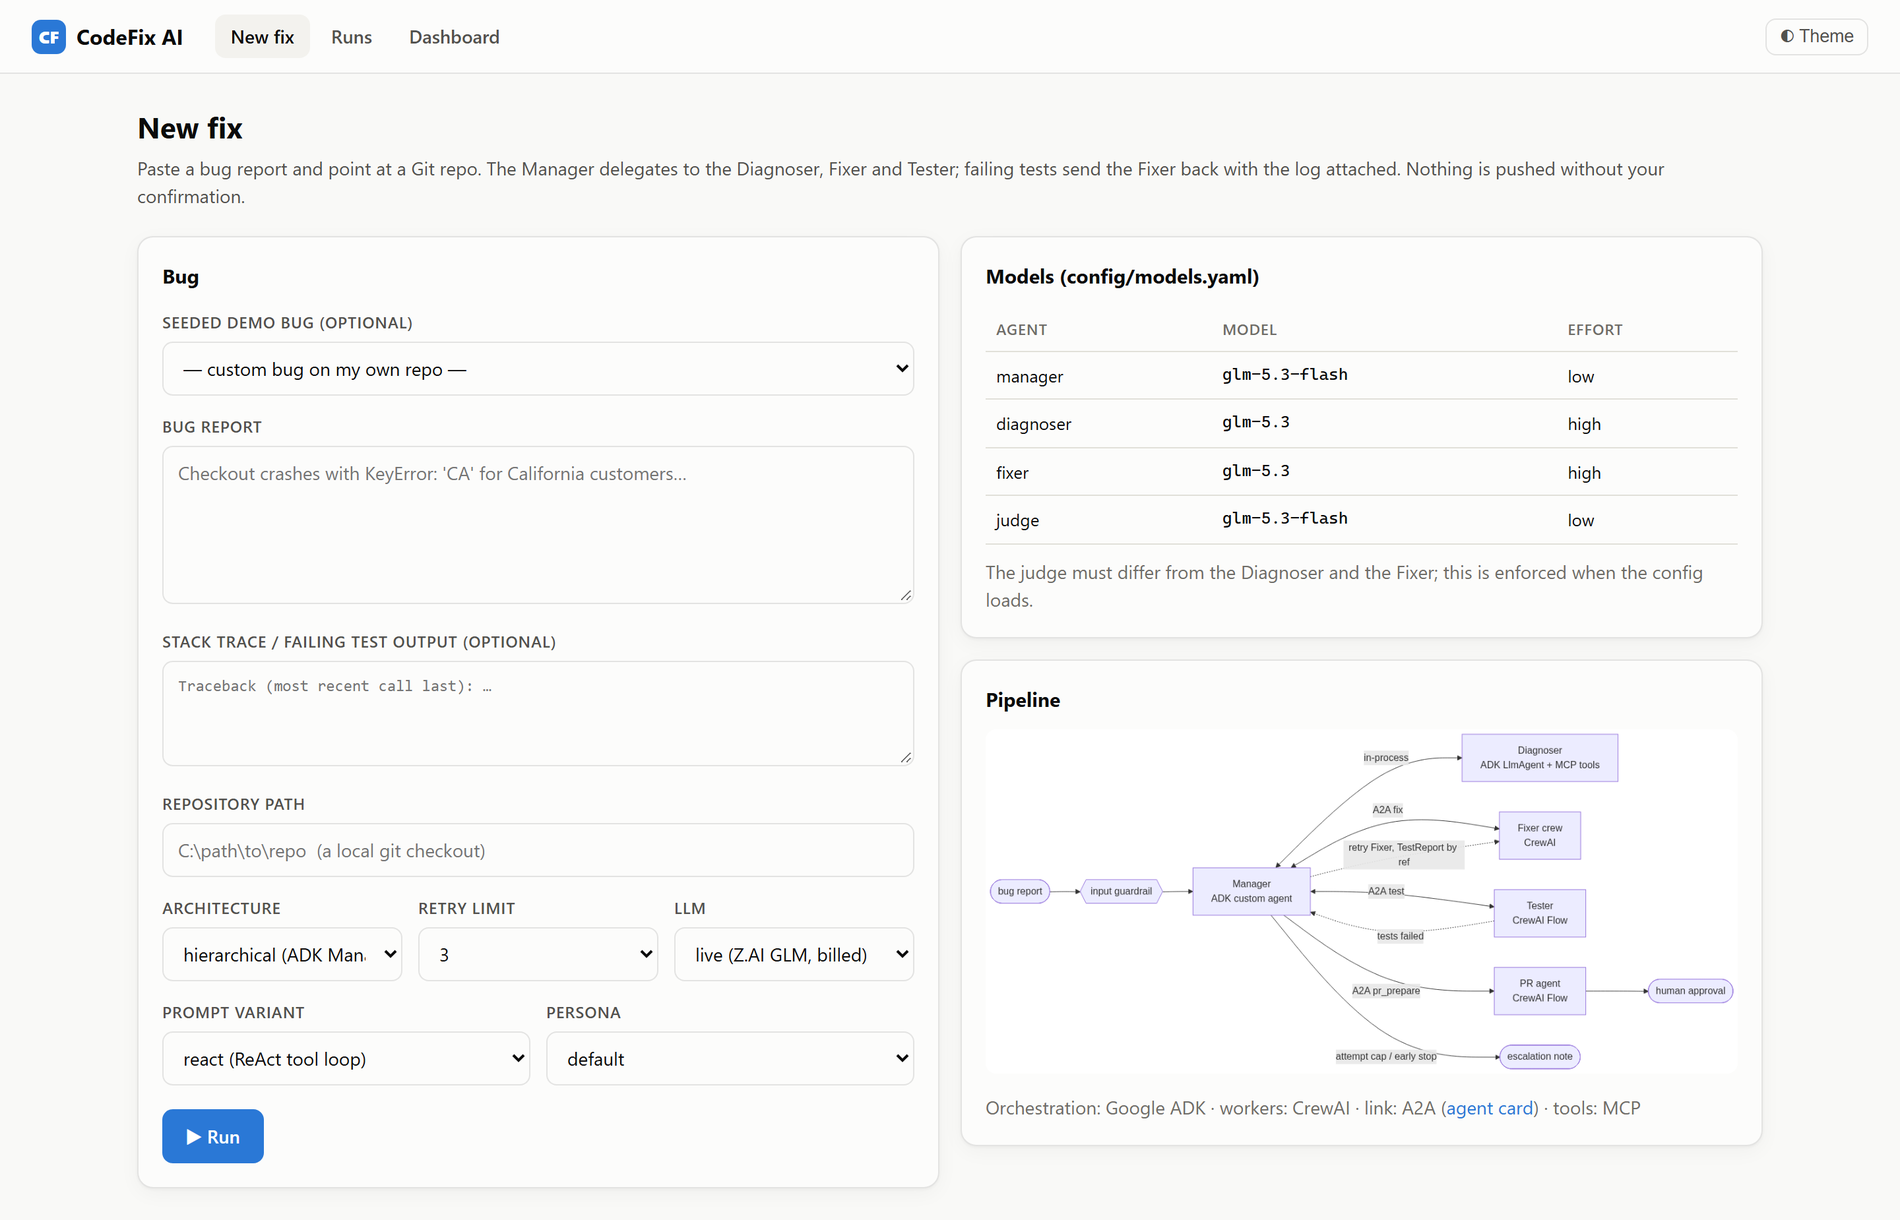 CF CodeFix AI New fix Runs Dashboard ◐ Theme
New fix
Paste a bug report and point at a Git repo. The Manager delegates to the Diagnoser, Fixer and Tester; failing tests send the Fixer back with the log attached. Nothing is pushed without your
confirmation.
Bug
SEEDED DEMO BUG (OPTIONAL)
— custom bug on my own repo —
BUG REPORT
Checkout crashes with KeyError: 'CA' for California customers...
STACK TRACE / FAILING TEST OUTPUT (OPTIONAL)
Traceback (most recent call last): …
REPOSITORY PATH
C:\path\to\repo (a local git checkout)
ARCHITECTURE RETRY LIMIT LLM
hierarchical (ADK Man 3 live (Z.AI GLM, billed)
PROMPT VARIANT PERSONA
react (ReAct tool loop) default
▶ Run
Models (config/models.yaml)
AGENT MODEL EFFORT
manager glm-5.3-flash low
diagnoser glm-5.3 high
fixer glm-5.3 high
judge glm-5.3-flash low
The judge must differ from the Diagnoser and the Fixer; this is enforced when the config
loads.
Pipeline
in-process
Diagnoser
ADK LlmAgent + MCP tools
A2A fix
Fixer crew
CrewAI
retry Fixer, TestReport by
ref
bug report
input guardrail
Manager
ADK custom agent
A2A test
Tester
CrewAI Flow
tests failed
A2A pr_prepare
PR agent
CrewAI Flow
human approval
attempt cap / early stop
escalation note
Orchestration: Google ADK · workers: CrewAI · link: A2A (agent card) · tools: MCP